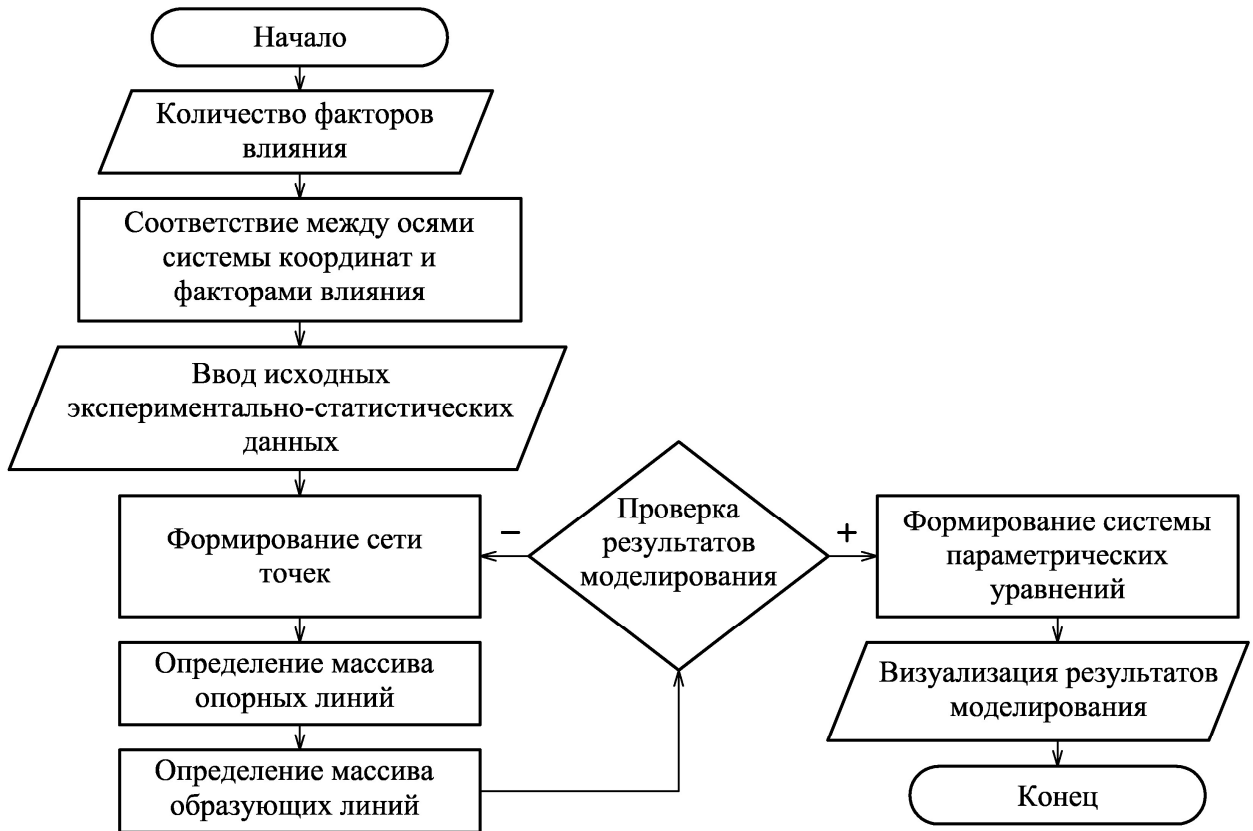 Начало
Количество факторов
влияния
Соответствие между осями
системы координат и
факторами влияния
Ввод исходных
экспериментально-статистических
данных
Формирование сети
точек
Определение массива
опорных линий
Определение массива
образующих линий
Проверка
результатов
моделирования
−
+
Формирование системы
параметрических
уравнений
Визуализация результатов
моделирования
Конец